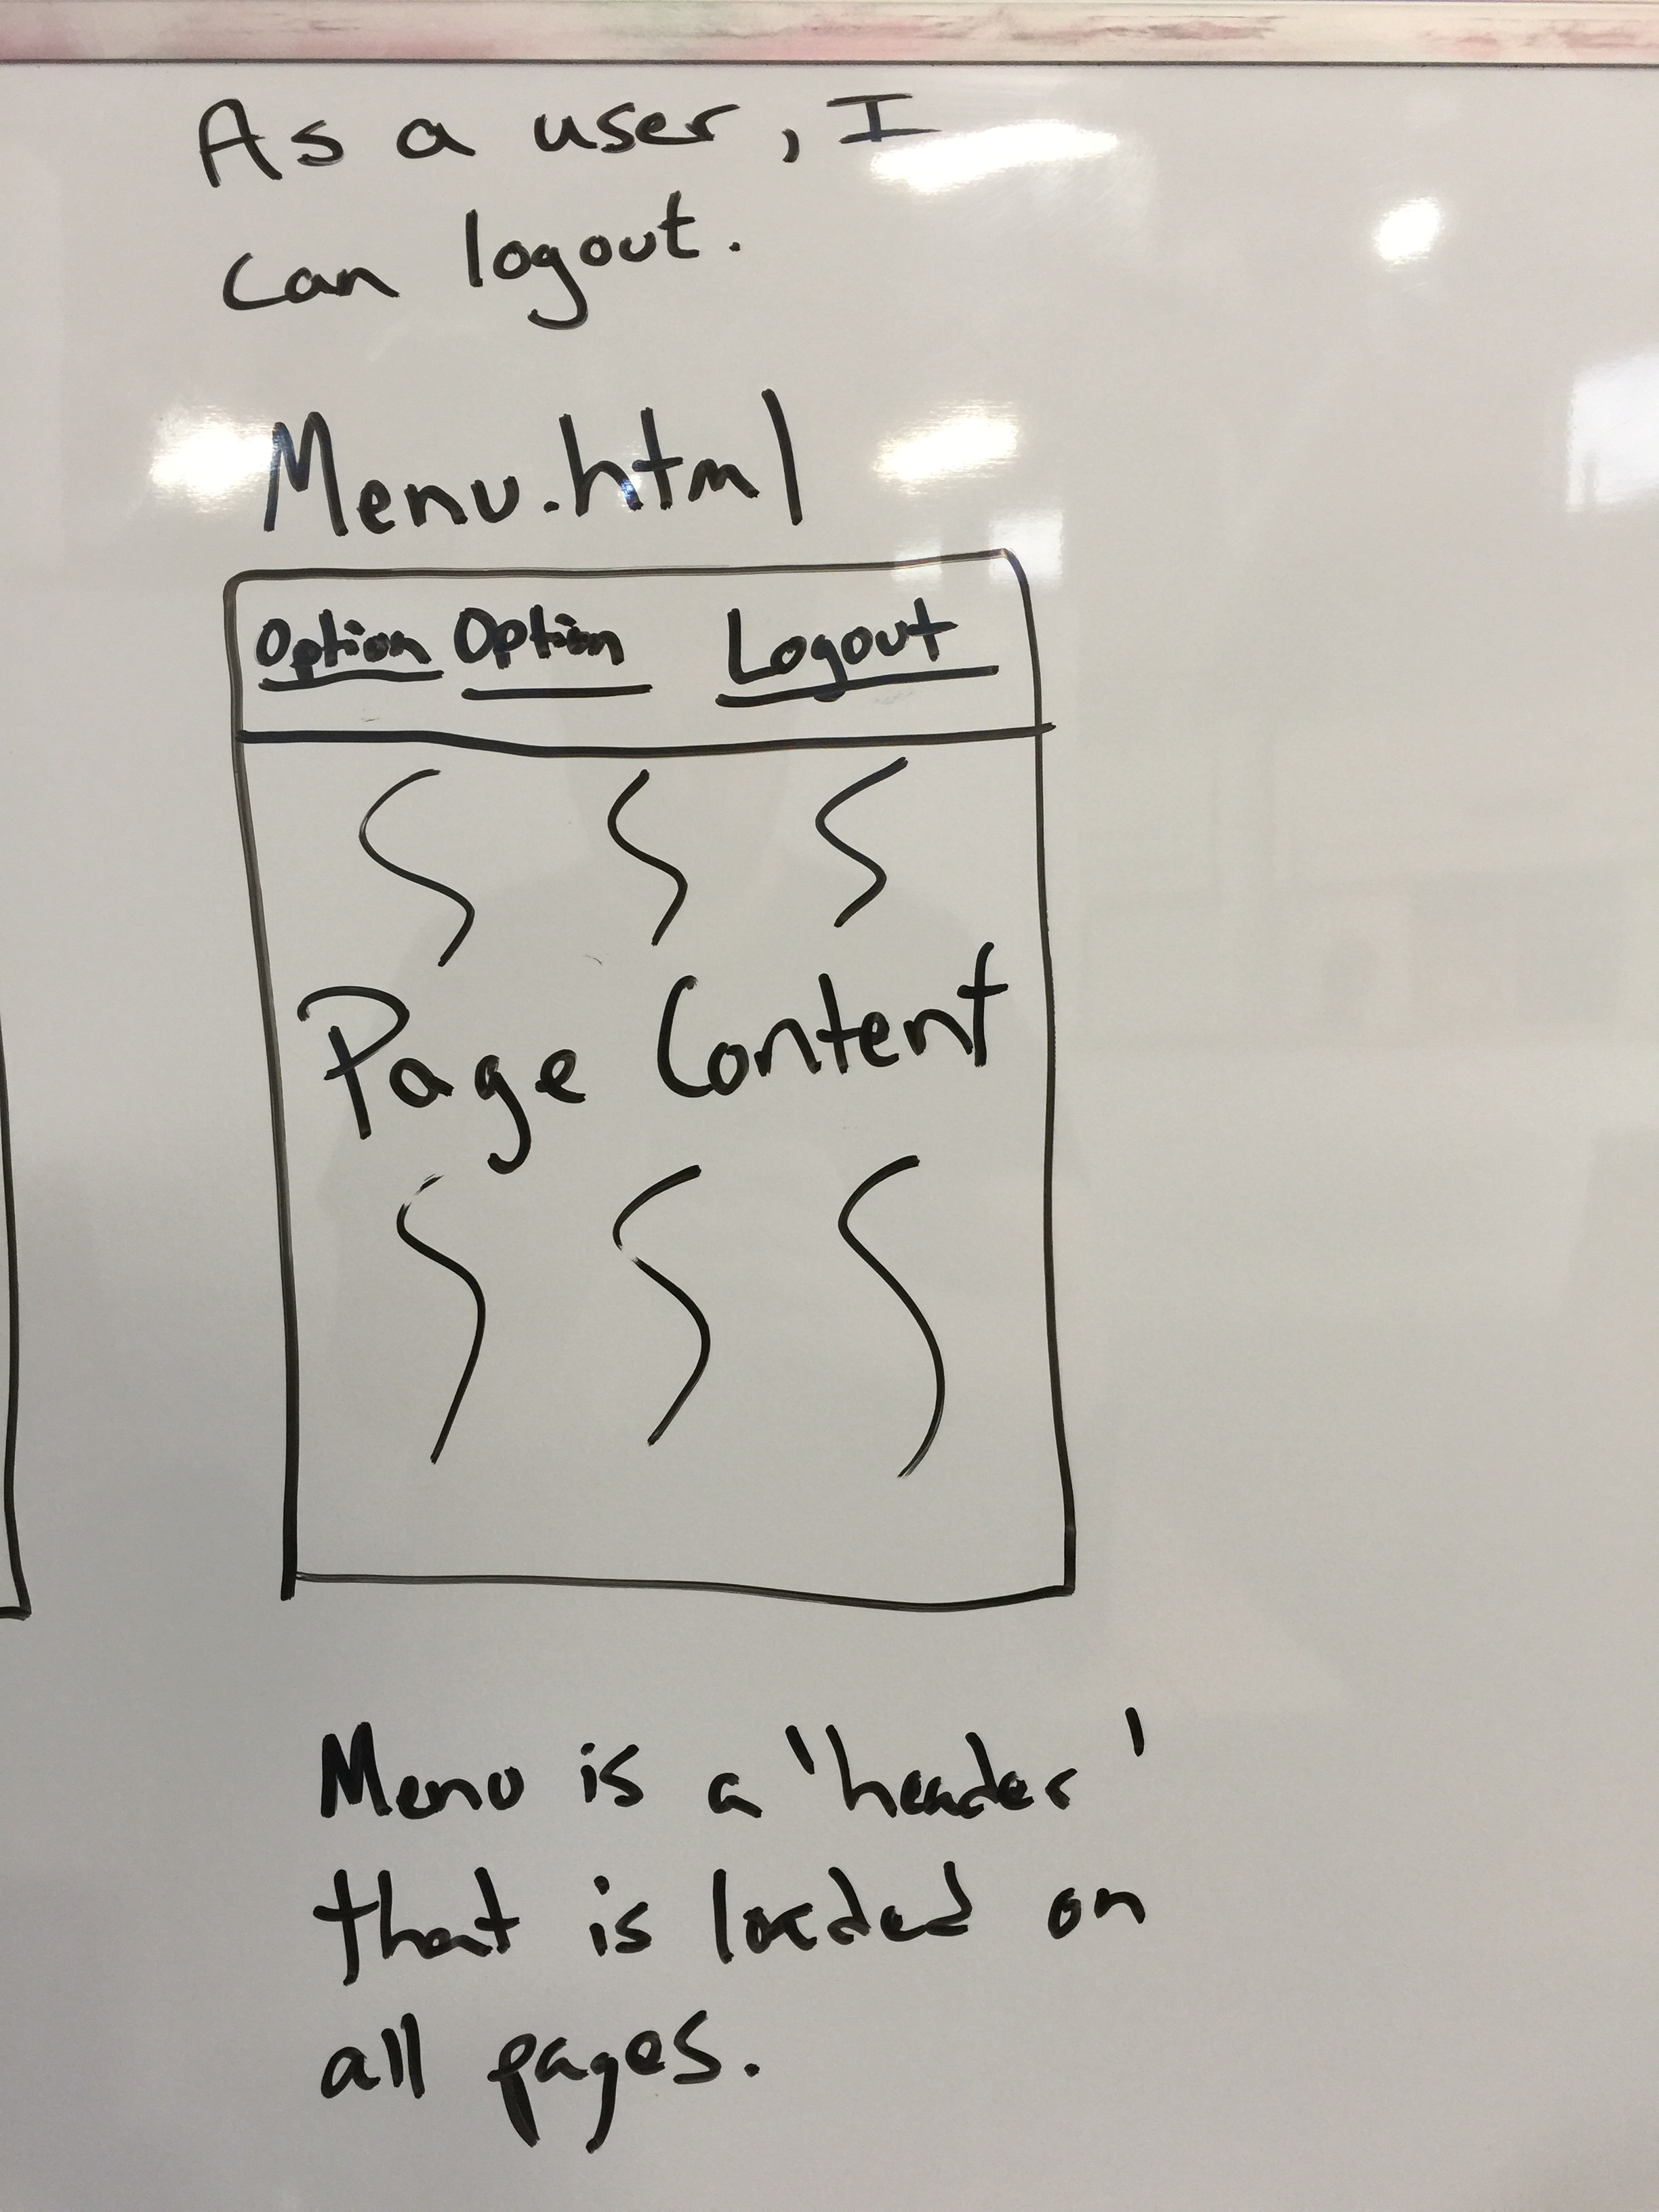 As a user, I
can logout.
Menu.html
Option Option Logout
Page Content
Menu is a 'header'
that is loaded on
all pages.